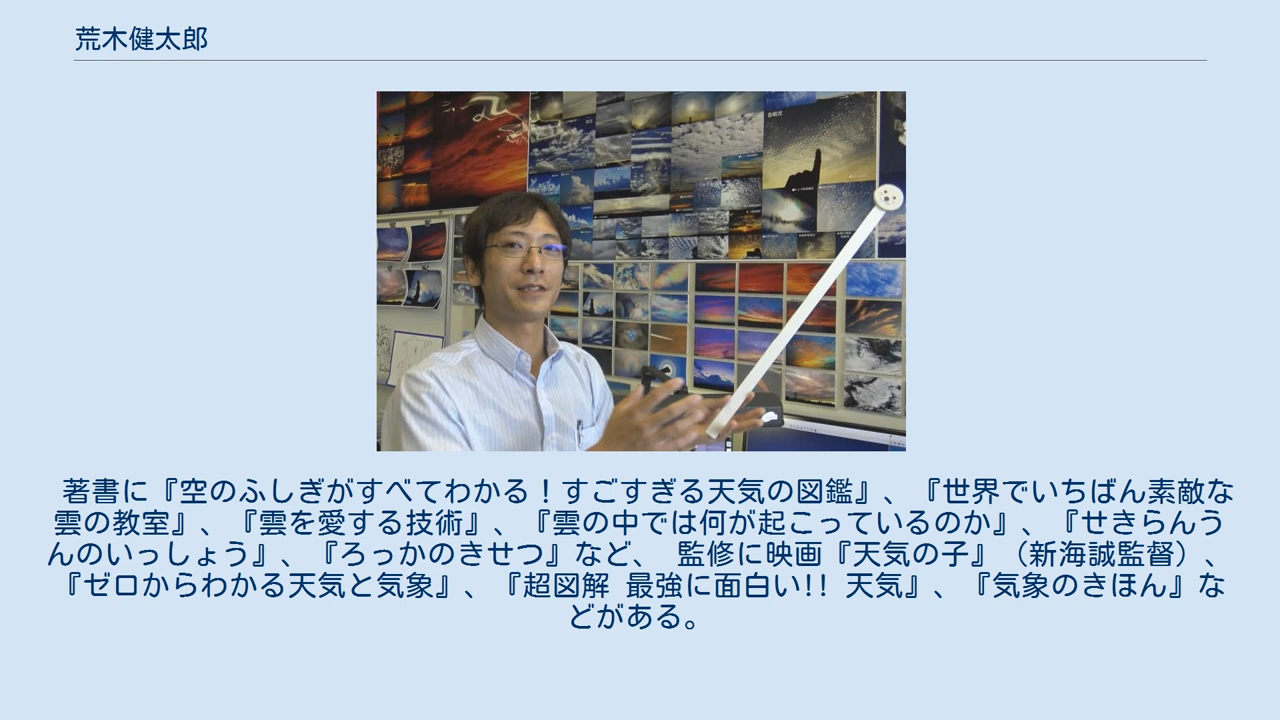 荒木健太郎
著書に『空のふしぎがすべてわかる！すごすぎる天気の図鑑』、『世界でいちばん素敵な
雲の教室』、『雲を愛する技術』、『雲の中では何が起こっているのか』、『せきらんう
んのいっしょう』、『ろっかのきせつ』など、 監修に映画『天気の子』（新海誠監督）、
『ゼロからわかる天気と気象』、『超図解 最強に面白い!! 天気』、『気象のきほん』な
どがある。